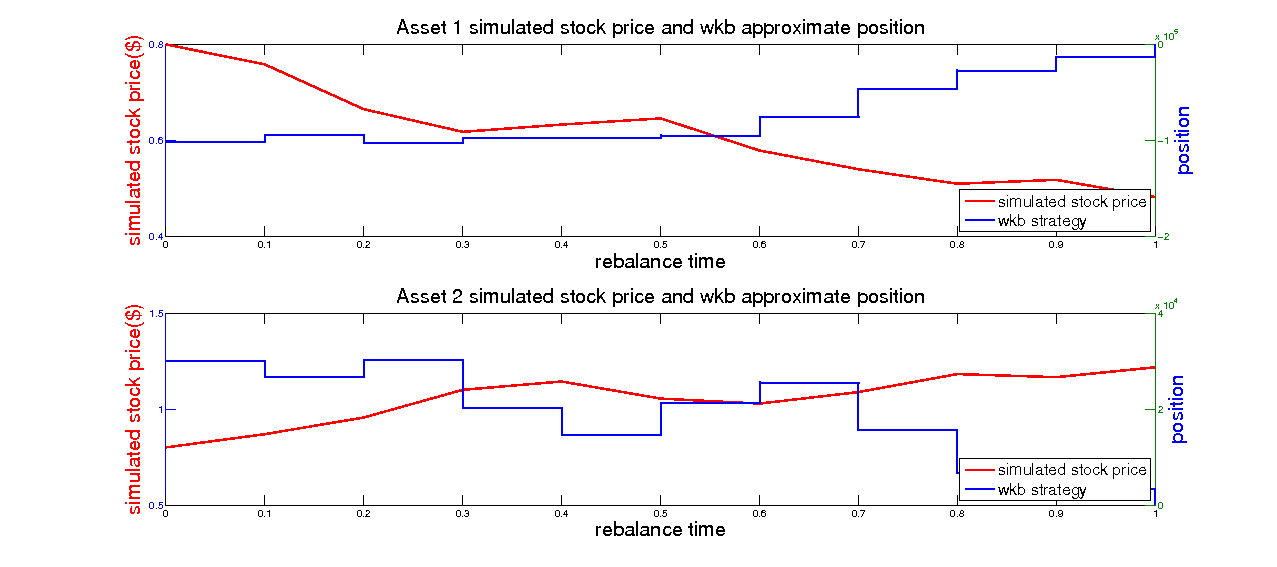 Asset 1 simulated stock price and wkb approximate position
simulated stock price($)
0.8
0.6
0.4
x 10^5
0
-1
-2
position
simulated stock price
wkb strategy
0 0.1 0.2 0.3 0.4 0.5 0.6 0.7 0.8 0.9 1
rebalance time
Asset 2 simulated stock price and wkb approximate position
simulated stock price($)
1.5
1
0.5
x 10^4
4
2
0
position
simulated stock price
wkb strategy
0 0.1 0.2 0.3 0.4 0.5 0.6 0.7 0.8 0.9 1
rebalance time